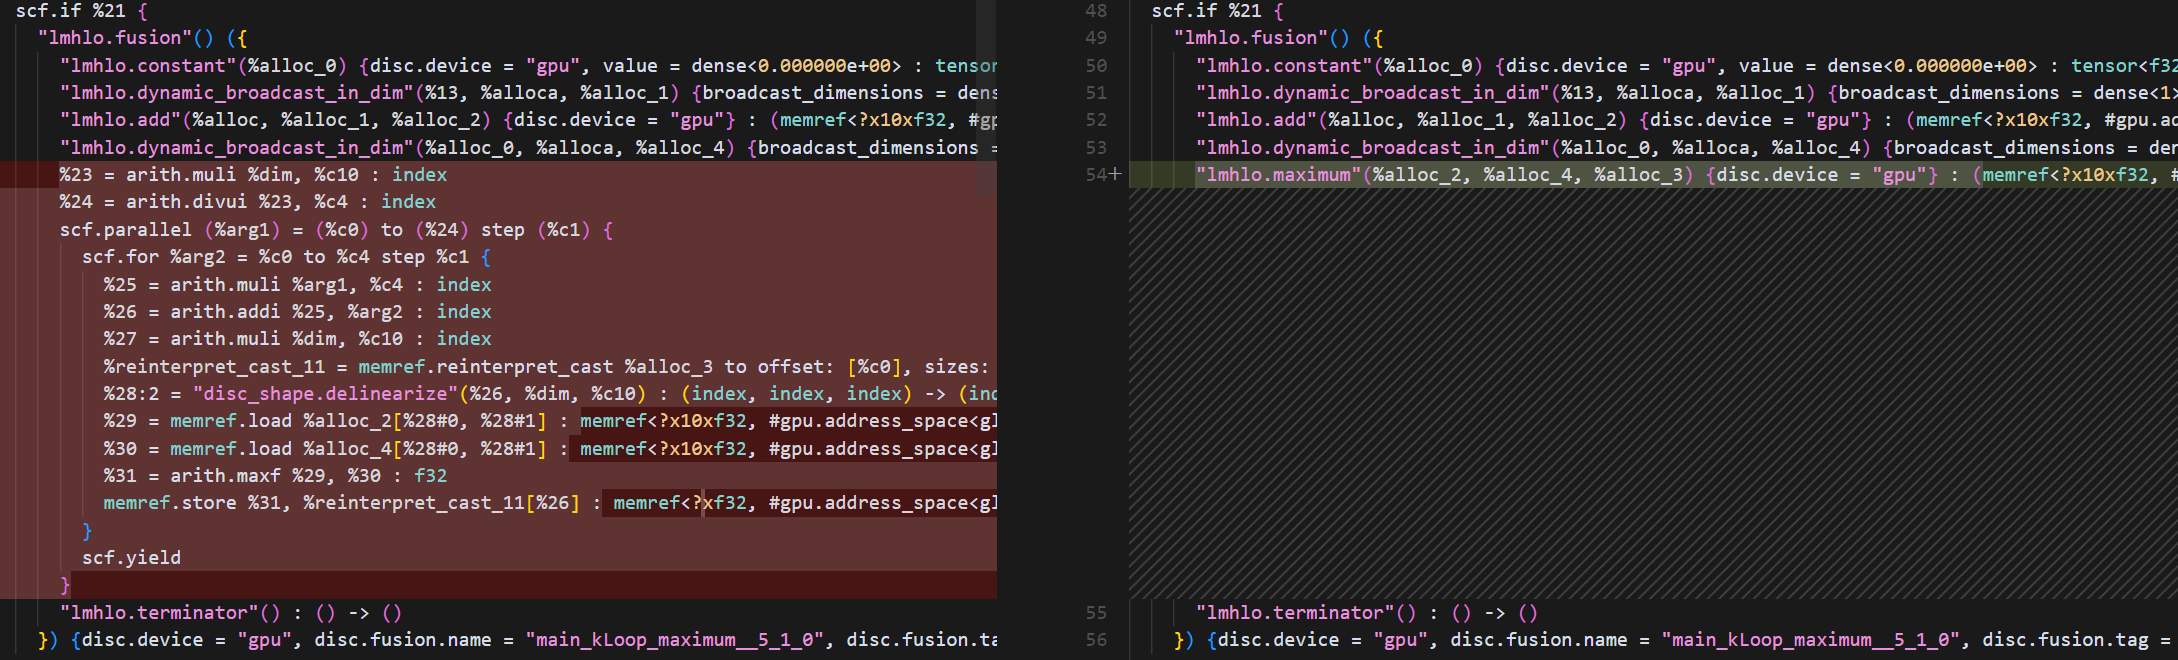 scf.if %21 {
"lmhlo.fusion"() ({
"lmhlo.constant"(%alloc_0) {disc.device = "gpu", value = dense<0.000000e+00> : tensor
"lmhlo.dynamic_broadcast_in_dim"(%13, %alloca, %alloc_1) {broadcast_dimensions = dens
"lmhlo.add"(%alloc, %alloc_1, %alloc_2) {disc.device = "gpu"} : (memref<?x10xf32, #gp
"lmhlo.dynamic_broadcast_in_dim"(%alloc_0, %alloca, %alloc_4) {broadcast_dimensions =
%23 = arith.muli %dim, %c10 : index
%24 = arith.divui %23, %c4 : index
scf.parallel (%arg1) = (%c0) to (%24) step (%c1) {
scf.for %arg2 = %c0 to %c4 step %c1 {
%25 = arith.muli %arg1, %c4 : index
%26 = arith.addi %25, %arg2 : index
%27 = arith.muli %dim, %c10 : index
%reinterpret_cast_11 = memref.reinterpret_cast %alloc_3 to offset: [%c0], sizes:
%28:2 = "disc_shape.delinearize"(%26, %dim, %c10) : (index, index, index) -> (ind
%29 = memref.load %alloc_2[%28#0, %28#1] : memref<?x10xf32, #gpu.address_space<gl
%30 = memref.load %alloc_4[%28#0, %28#1] : memref<?x10xf32, #gpu.address_space<gl
%31 = arith.maxf %29, %30 : f32
memref.store %31, %reinterpret_cast_11[%26] : memref<?xf32, #gpu.address_space<gl
}
scf.yield
}
"lmhlo.terminator"() : () -> ()
}) {disc.device = "gpu", disc.fusion.name = "main_kLoop_maximum__5_1_0", disc.fusion.ta
48 scf.if %21 {
49 "lmhlo.fusion"() ({
50 "lmhlo.constant"(%alloc_0) {disc.device = "gpu", value = dense<0.000000e+00> : tensor<f32
51 "lmhlo.dynamic_broadcast_in_dim"(%13, %alloca, %alloc_1) {broadcast_dimensions = dense<1>
52 "lmhlo.add"(%alloc, %alloc_1, %alloc_2) {disc.device = "gpu"} : (memref<?x10xf32, #gpu.ad
53 "lmhlo.dynamic_broadcast_in_dim"(%alloc_0, %alloca, %alloc_4) {broadcast_dimensions = den
54+ "lmhlo.maximum"(%alloc_2, %alloc_4, %alloc_3) {disc.device = "gpu"} : (memref<?x10xf32, #
55 "lmhlo.terminator"() : () -> ()
56 }) {disc.device = "gpu", disc.fusion.name = "main_kLoop_maximum__5_1_0", disc.fusion.tag =